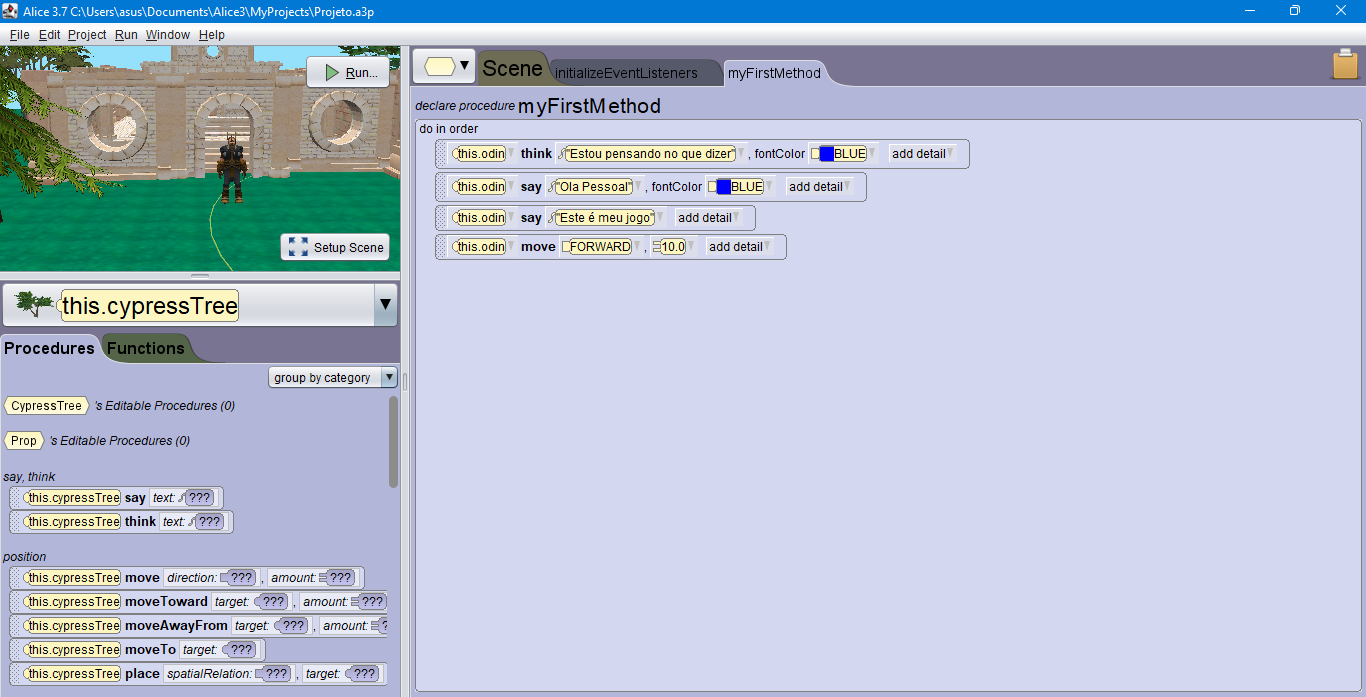 Alice 3.7 C:\Users\asus\Documents\Alice3\MyProjects\Projeto.a3p
File Edit Project Run Window Help
Run...
Setup Scene
this.cypressTree
Procedures Functions
group by category
CypressTree 's Editable Procedures (0)
Prop 's Editable Procedures (0)
say, think
this.cypressTree say text: ???
this.cypressTree think text: ???
position
this.cypressTree move direction: ??? , amount: ???
this.cypressTree moveToward target: ??? , amount: ???
this.cypressTree moveAwayFrom target: ??? , amount: ?
this.cypressTree moveTo target: ???
this.cypressTree place spatialRelation: ??? , target: ???
Scene initializeEventListeners myFirstMethod
declare procedure myFirstMethod
do in order
this.odin think "Estou pensando no que dizer" , fontColor BLUE add detail
this.odin say "Ola Pessoal" , fontColor BLUE add detail
this.odin say "Este é meu jogo" add detail
this.odin move FORWARD , 10.0 add detail